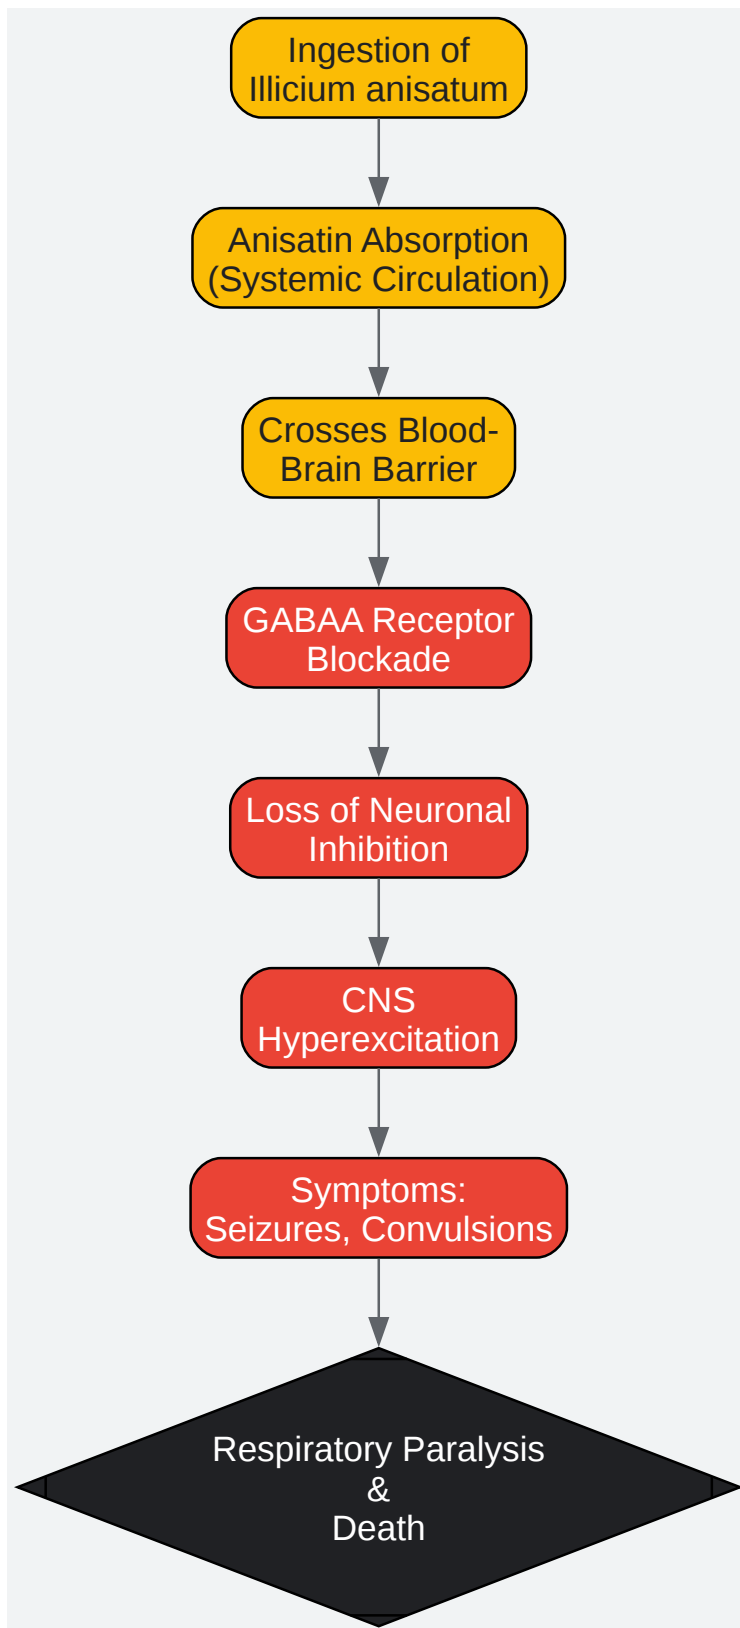 Ingestion of
Illicium anisatum
Anisatin Absorption
(Systemic Circulation)
Crosses Blood-
Brain Barrier
GABAA Receptor
Blockade
Loss of Neuronal
Inhibition
CNS
Hyperexcitation
Symptoms:
Seizures, Convulsions
Respiratory Paralysis
&
Death